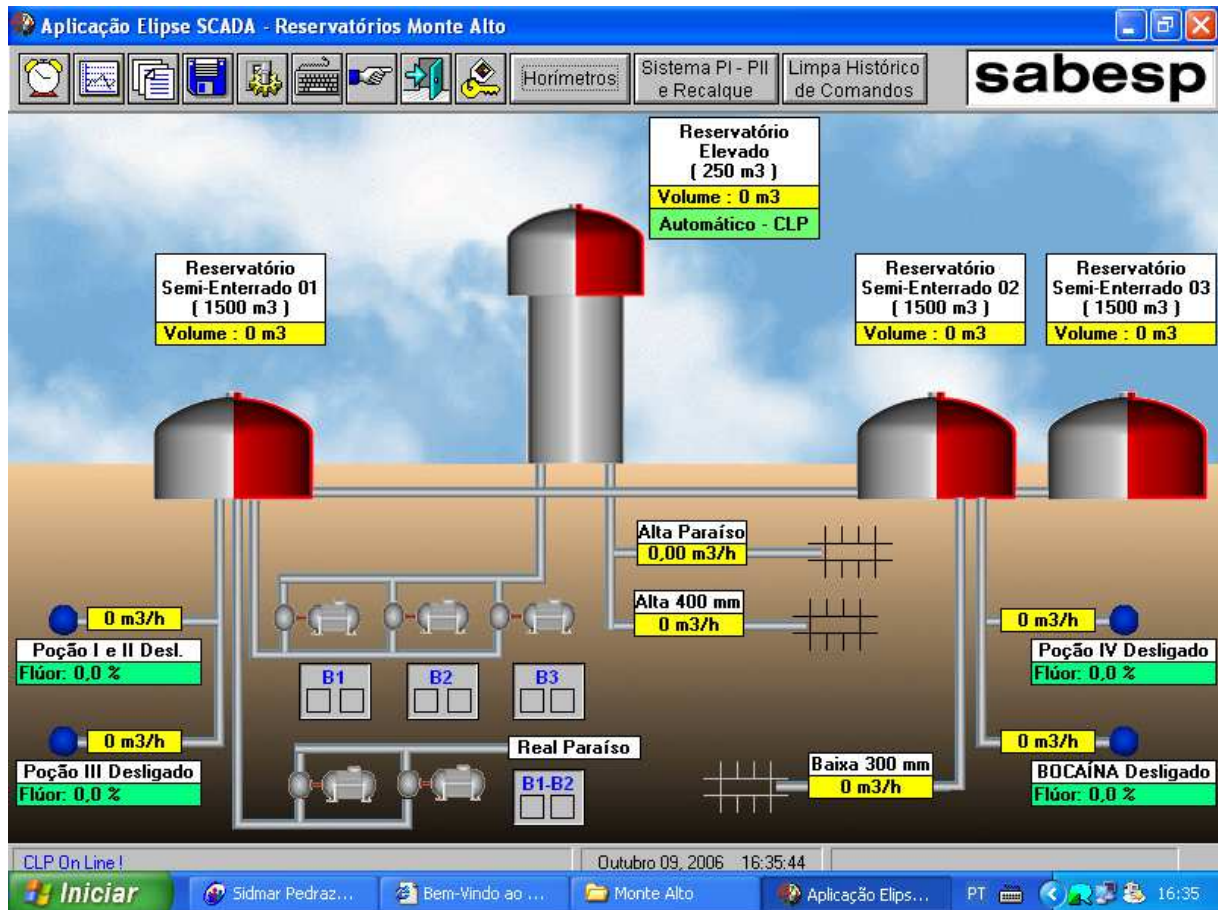 Aplicação Elipse SCADA - Reservatórios Monte Alto
Horímetros
Sistema PI - PII
e Recalque
Limpa Histórico
de Comandos
sabesp
Reservatório
Elevado
( 250 m3 )
Volume : 0 m3
Automático - CLP
Reservatório
Semi-Enterrado 01
( 1500 m3 )
Volume : 0 m3
Reservatório
Semi-Enterrado 02
( 1500 m3 )
Volume : 0 m3
Reservatório
Semi-Enterrado 03
( 1500 m3 )
Volume : 0 m3
Alta Paraíso
0,00 m3/h
Alta 400 mm
0 m3/h
0 m3/h
Poção I e II Desl.
Flúor: 0,0 %
0 m3/h
Poção III Desligado
Flúor: 0,0 %
B1
B2
B3
Real Paraíso
B1-B2
Baixa 300 mm
0 m3/h
0 m3/h
Poção IV Desligado
Flúor: 0,0 %
0 m3/h
BOCAÍNA Desligado
Flúor: 0,0 %
CLP On Line !
Outubro 09, 2006 16:35:44
Iniciar
Sidmar Pedraz...
Bem-Vindo ao ...
Monte Alto
Aplicação Elips...
PT
16:35